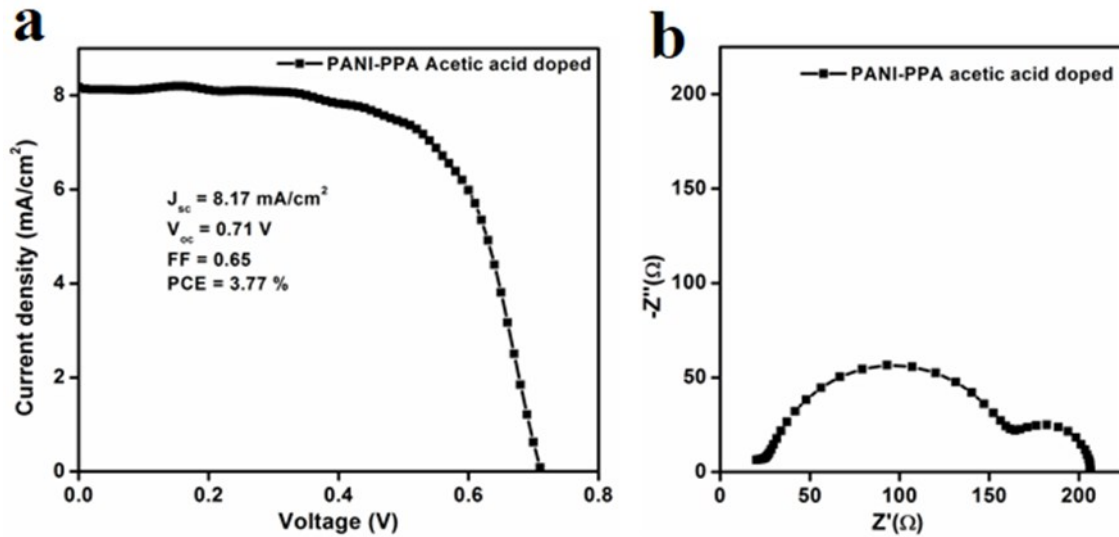 a
PANI-PPA Acetic acid doped
Current density (mA/cm²)
8
6
4
2
0
J_sc = 8.17 mA/cm²
V_oc = 0.71 V
FF = 0.65
PCE = 3.77 %
0.0 0.2 0.4 0.6 0.8
Voltage (V)
b
PANI-PPA acetic acid doped
-Z''(Ω)
200
150
100
50
0
0 50 100 150 200
Z'(Ω)